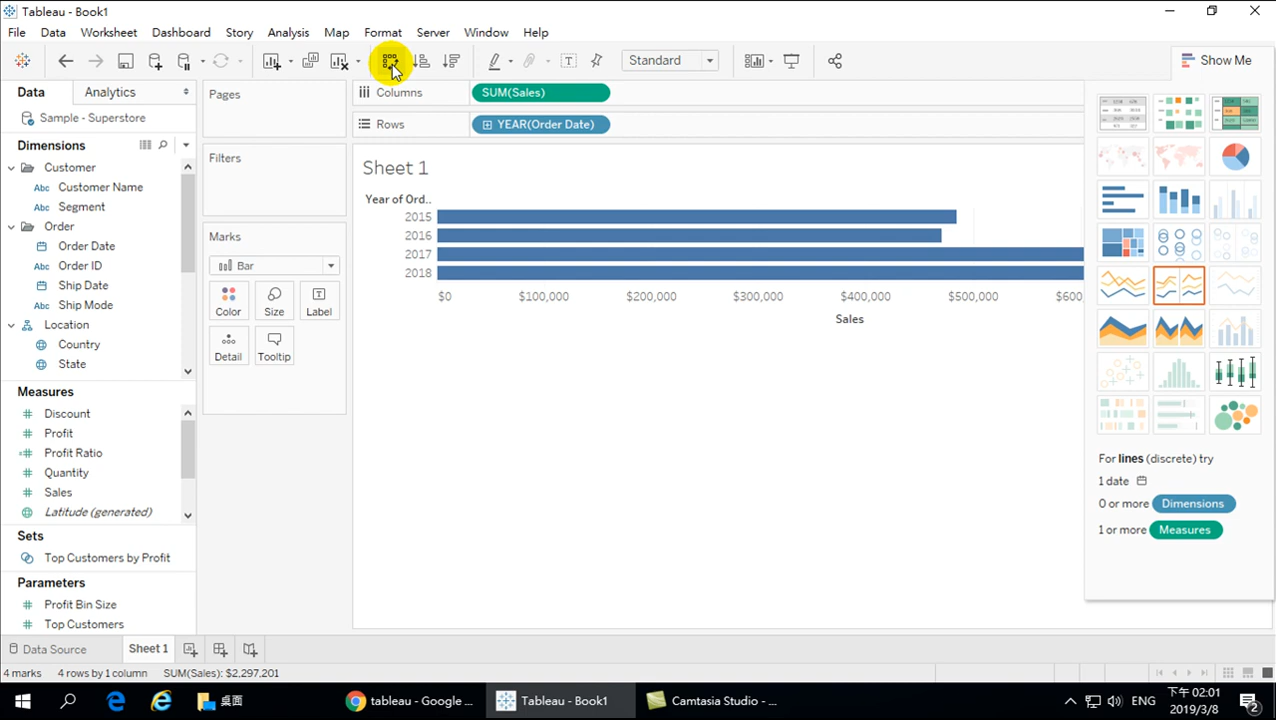 Tableau - Book1
File Data Worksheet Dashboard Story Analysis Map Format Server Window Help
Standard
Show Me
Data Analytics
Sample - Superstore
Dimensions
Customer
Abc Customer Name
Abc Segment
Order
Order Date
Abc Order ID
Ship Date
Abc Ship Mode
Location
Country
State
Measures
Discount
Profit
Profit Ratio
Quantity
Sales
Latitude (generated)
Sets
Top Customers by Profit
Parameters
Profit Bin Size
Top Customers
Pages
Filters
Marks
Bar
Color Size Label
Detail Tooltip
Columns SUM(Sales)
Rows YEAR(Order Date)
Sheet 1
Year of Ord..
2015
2016
2017
2018
$0 $100,000 $200,000 $300,000 $400,000 $500,000 $600,
Sales
For lines (discrete) try
1 date
0 or more Dimensions
1 or more Measures
Data Source Sheet 1
4 marks 4 rows by 1 column SUM(Sales): $2,297,201
桌面 tableau - Google ... Tableau - Book1 Camtasia Studio - ... ENG 下午 02:01
2019/3/8 2